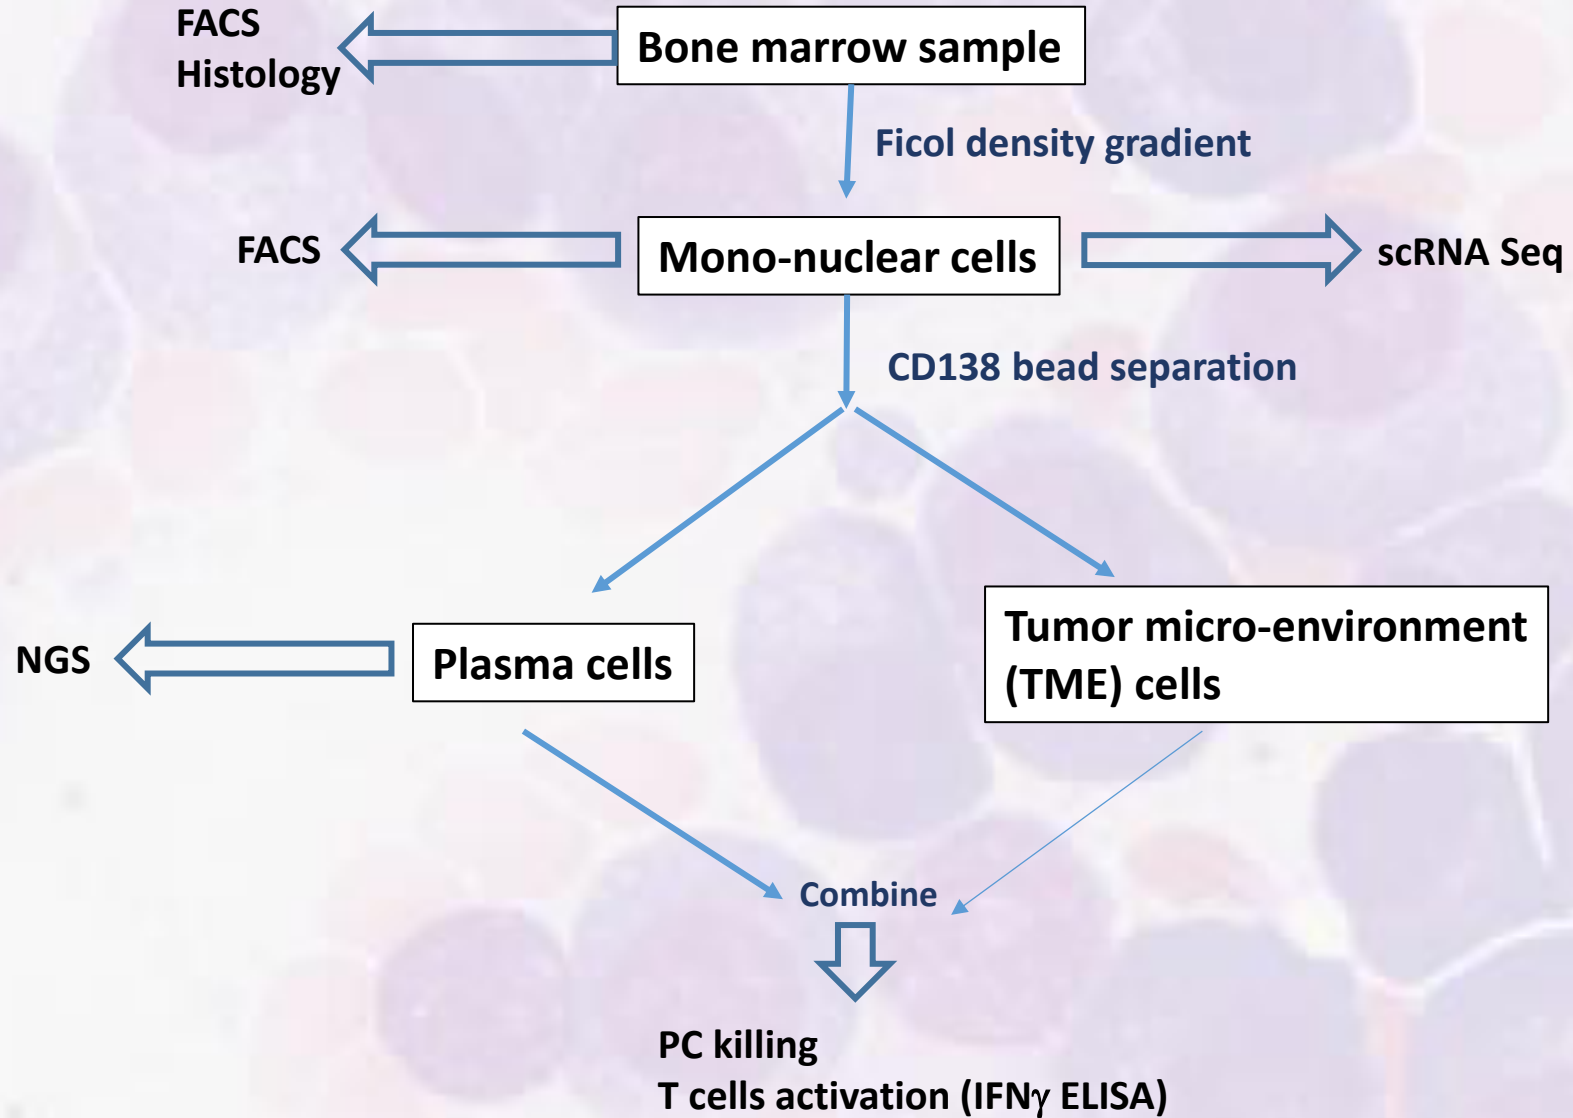 FACS
Histology
Bone marrow sample
Ficol density gradient
FACS
Mono-nuclear cells
scRNA Seq
CD138 bead separation
NGS
Plasma cells
Tumor micro-environment
(TME) cells
Combine
PC killing
T cells activation (IFNγ ELISA)